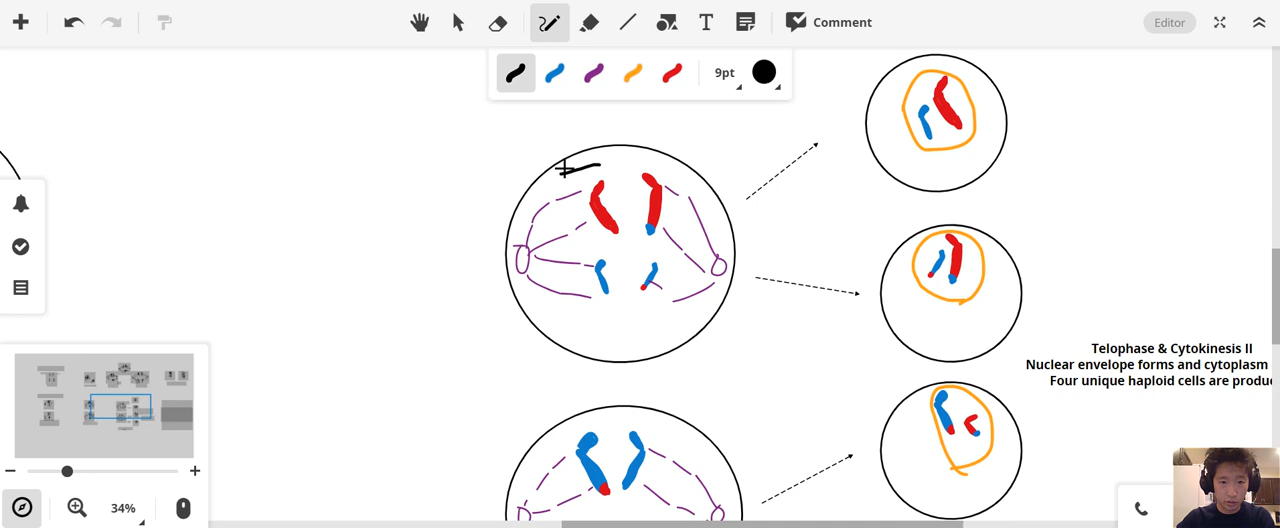 T
Comment
Editor
9pt
Telophase & Cytokinesis II
Nuclear envelope forms and cytoplasm
Four unique haploid cells are produ
34%